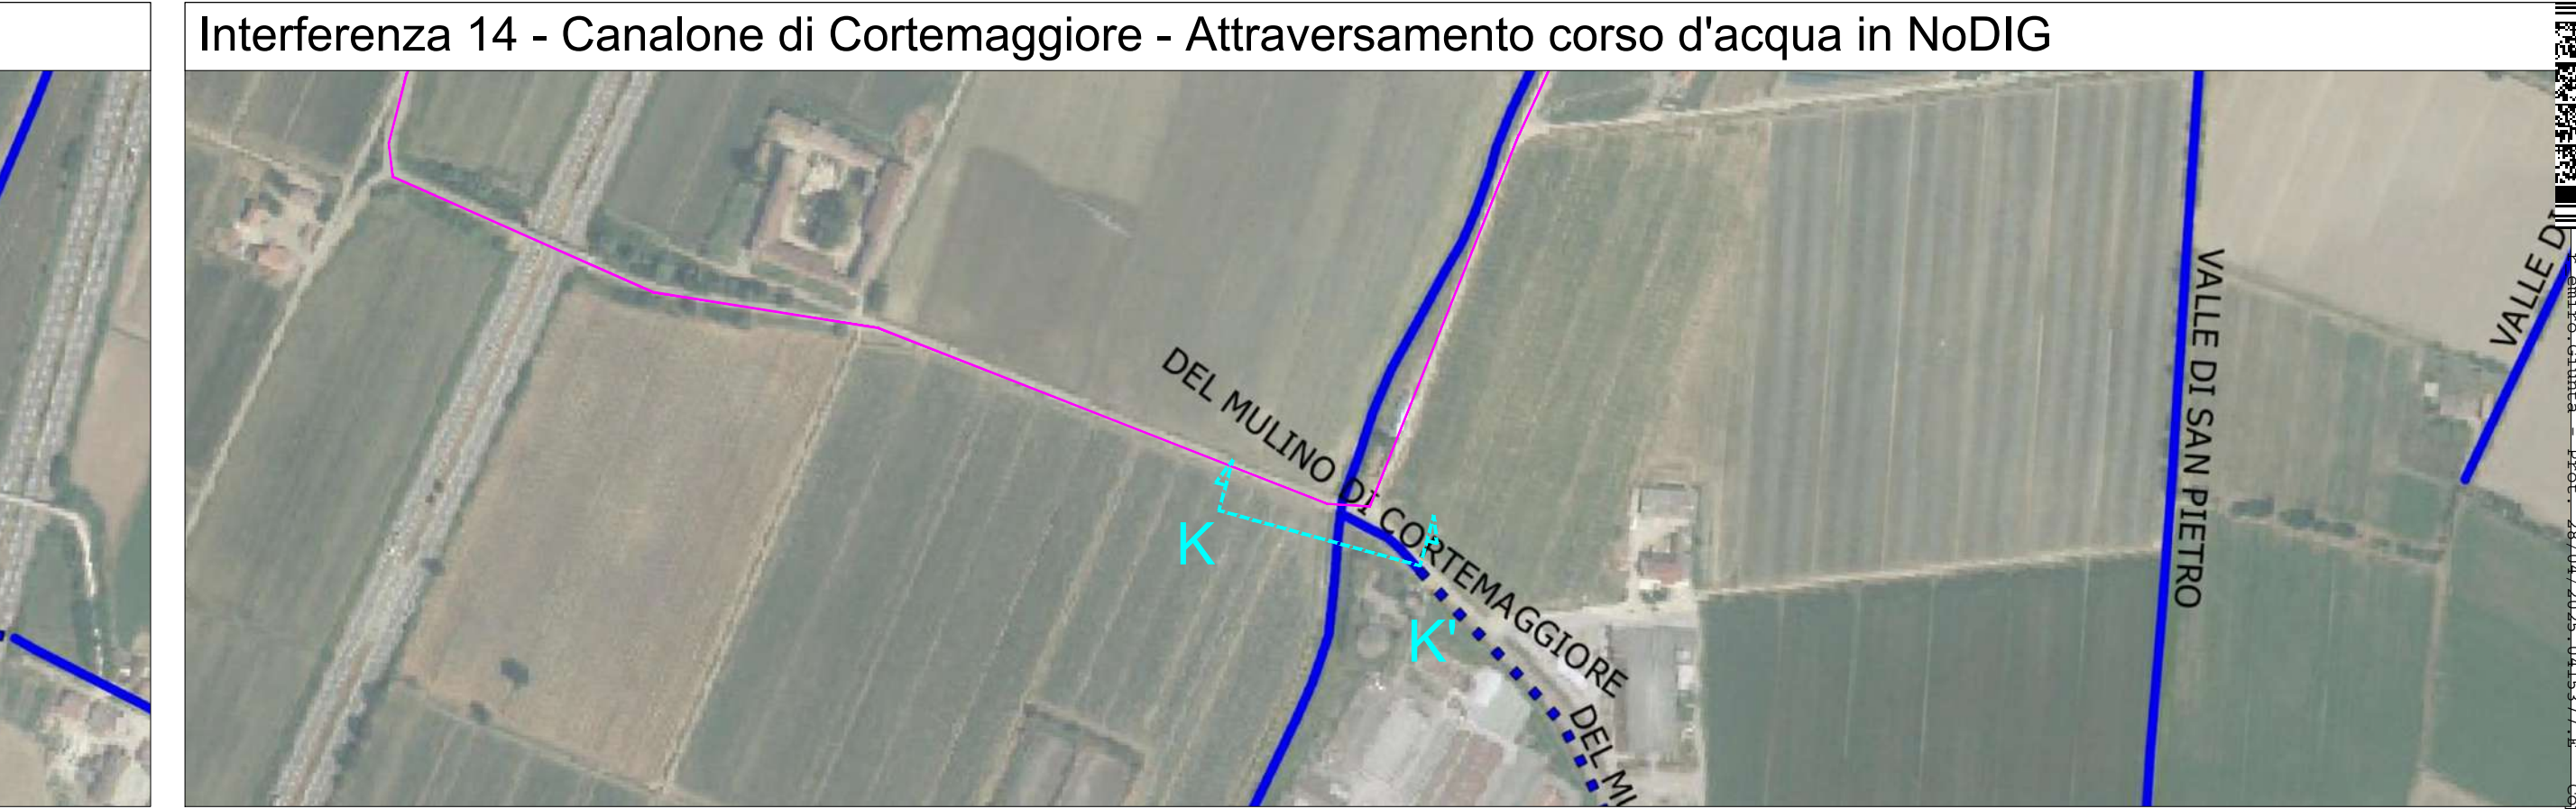 Interferenza 14 - Canalone di Cortemaggiore - Attraversamento corso d'acqua in NoDIG
DEL MULINO DI CORTEMAGGIORE
DEL MI
VALLE DI SAN PIETRO
VALLE
K
K'